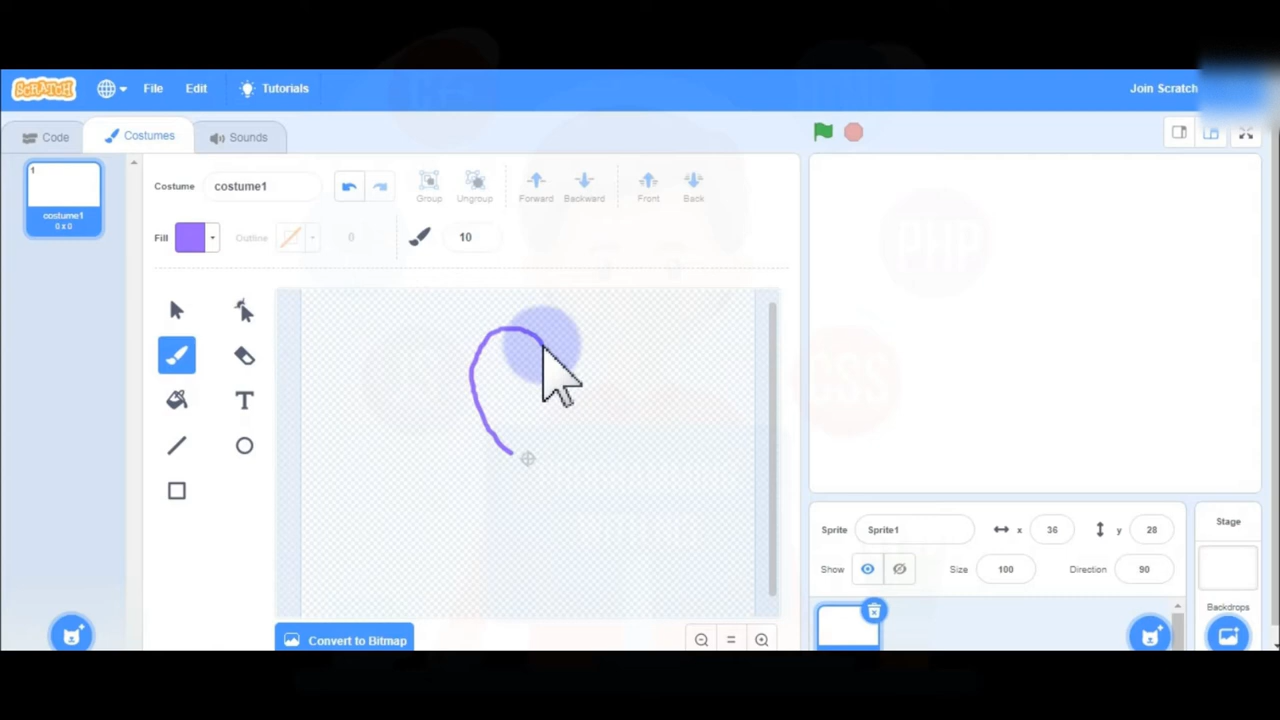 SCRATCH File Edit Tutorials Join Scratch
Code Costumes Sounds
1
costume1
0 x 0
Costume costume1 Group Ungroup Forward Backward Front Back
Fill Outline 0 10
PHP
CSS
Convert to Bitmap
Sprite Sprite1 x 36 y 28
Show Size 100 Direction 90
Stage
Backdrops